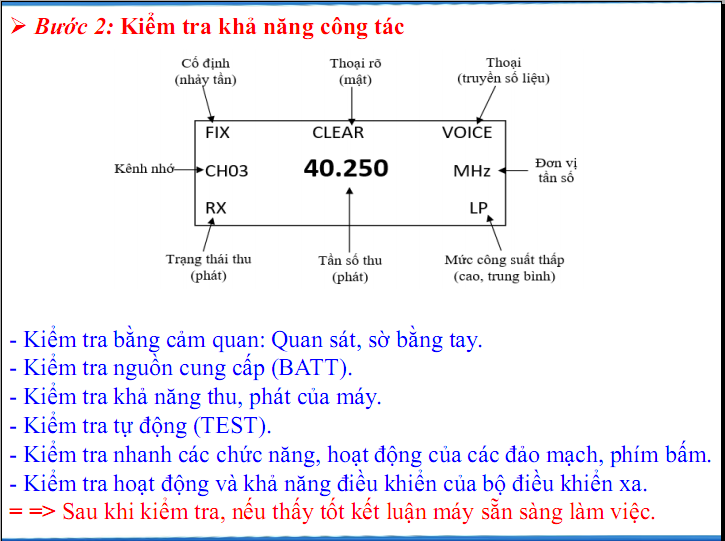 ➢ Bước 2: Kiểm tra khả năng công tác
Cố định
(nhảy tần)
Thoại rõ
(mật)
Thoại
(truyền số liệu)
FIX
CLEAR
VOICE
Kênh nhớ
CH03
40.250
MHz
Đơn vị
tần số
RX
LP
Trạng thái thu
(phát)
Tần số thu
(phát)
Mức công suất thấp
(cao, trung bình)
- Kiểm tra bằng cảm quan: Quan sát, sờ bằng tay.
- Kiểm tra nguồn cung cấp (BATT).
- Kiểm tra khả năng thu, phát của máy.
- Kiểm tra tự động (TEST).
- Kiểm tra nhanh các chức năng, hoạt động của các đảo mạch, phím bấm.
- Kiểm tra hoạt động và khả năng điều khiển của bộ điều khiển xa.
= => Sau khi kiểm tra, nếu thấy tốt kết luận máy sẵn sàng làm việc.